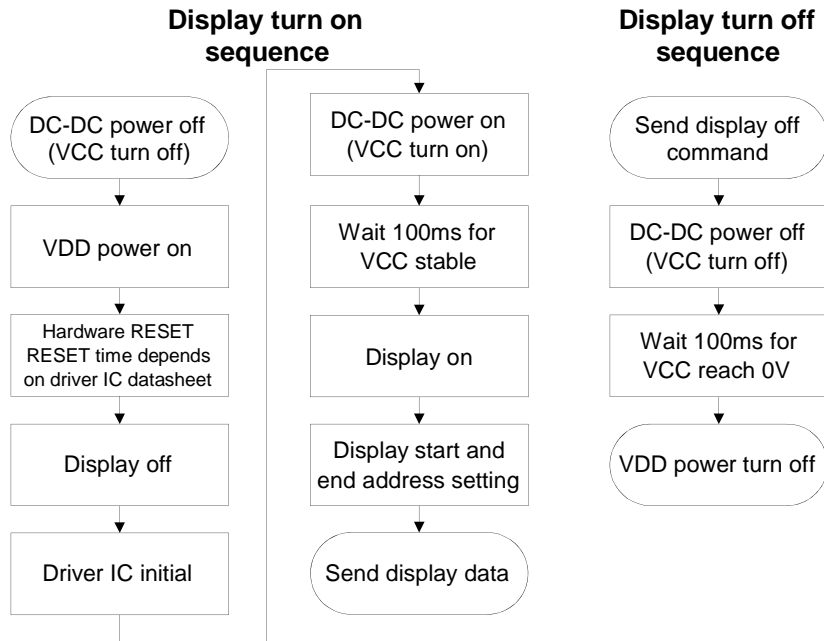 Display turn on
sequence
DC-DC power off
(VCC turn off)
VDD power on
Hardware RESET
RESET time depends
on driver IC datasheet
Display off
Driver IC initial
DC-DC power on
(VCC turn on)
Wait 100ms for
VCC stable
Display on
Display start and
end address setting
Send display data
Display turn off
sequence
Send display off
command
DC-DC power off
(VCC turn off)
Wait 100ms for
VCC reach 0V
VDD power turn off